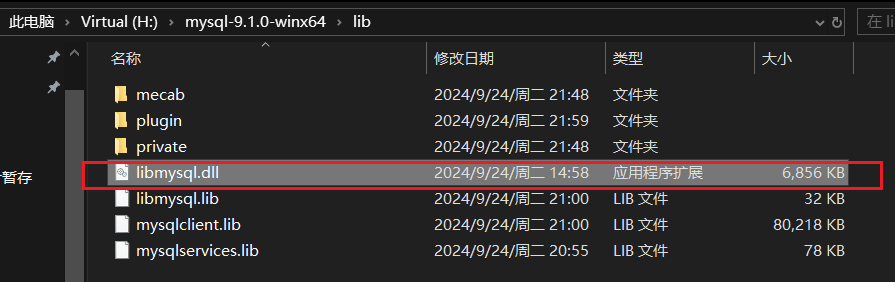 此电脑 > Virtual (H:) > mysql-9.1.0-winx64 > lib
名称 修改日期 类型 大小
mecab 2024/9/24/周二 21:48 文件夹
plugin 2024/9/24/周二 21:59 文件夹
private 2024/9/24/周二 21:48 文件夹
libmysql.dll 2024/9/24/周二 14:58 应用程序扩展 6,856 KB
暂存
libmysql.lib 2024/9/24/周二 21:00 LIB 文件 32 KB
mysqlclient.lib 2024/9/24/周二 21:00 LIB 文件 80,218 KB
mysqlservices.lib 2024/9/24/周二 20:55 LIB 文件 78 KB